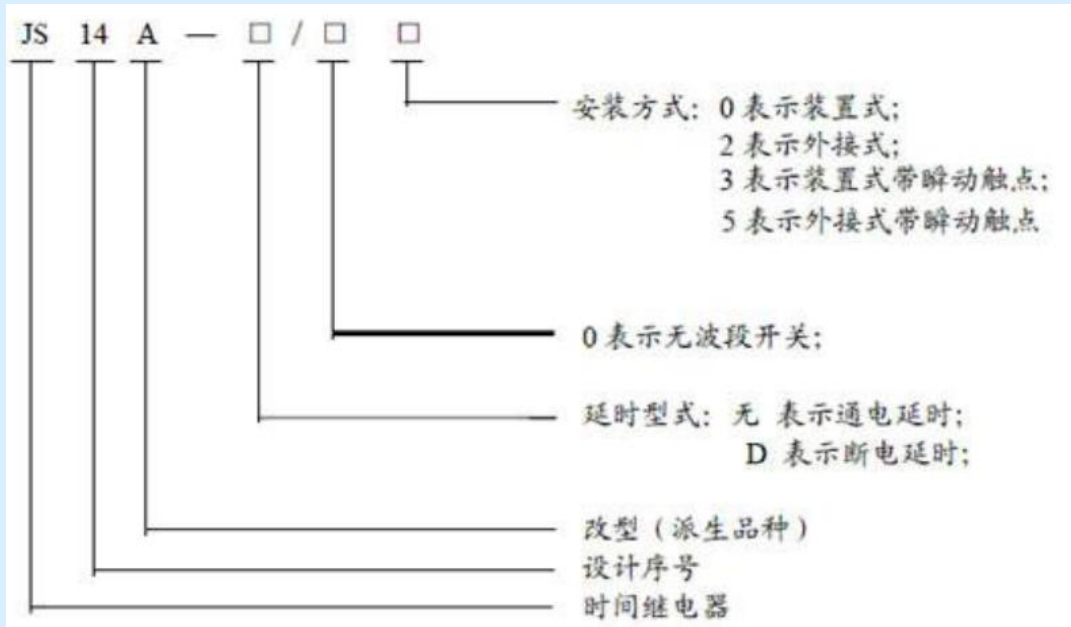 JS 14 A — □ / □ □
安装方式: 0 表示装置式;
2 表示外接式;
3 表示装置式带瞬动触点;
5 表示外接式带瞬动触点
0 表示无波段开关;
延时型式: 无 表示通电延时;
D 表示断电延时;
改型（派生品种）
设计序号
时间继电器